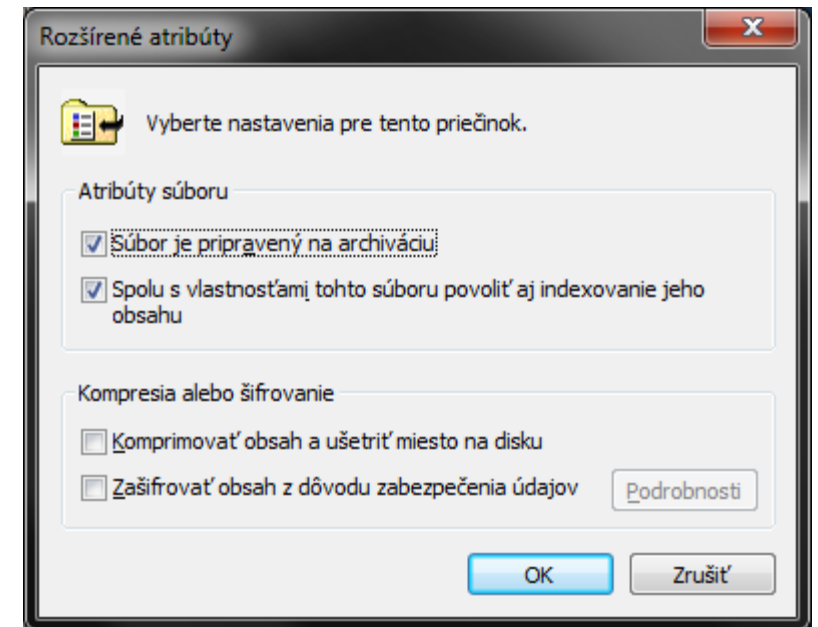 Rozšírené atribúty
Vyberte nastavenia pre tento priečinok.
Atribúty súboru
Súbor je pripravený na archiváciu
Spolu s vlastnosťami tohto súboru povoliť aj indexovanie jeho
obsahu
Kompresia alebo šifrovanie
Komprimovať obsah a ušetriť miesto na disku
Zašifrovať obsah z dôvodu zabezpečenia údajov
Podrobnosti
OK
Zrušiť